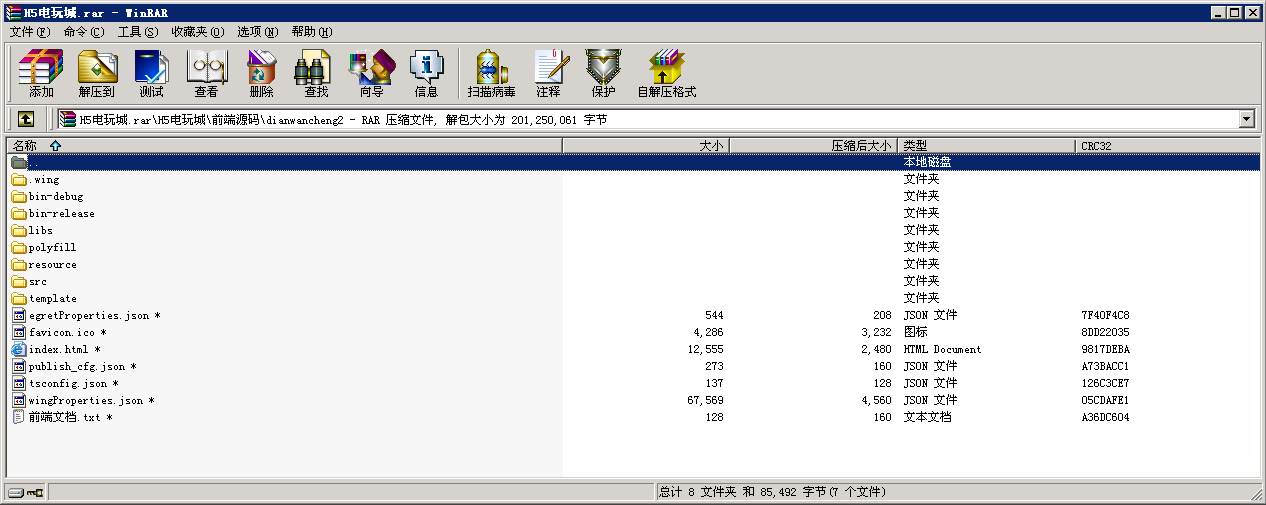 H5电玩城.rar - WinRAR
文件(F) 命令(C) 工具(S) 收藏夹(O) 选项(N) 帮助(H)
添加 解压到 测试 查看 删除 查找 向导 信息 扫描病毒 注释 保护 自解压格式
H5电玩城.rar\H5电玩城\前端源码\dianwancheng2 - RAR 压缩文件, 解包大小为 201,250,061 字节
名称 大小 压缩后大小 类型 CRC32
.. 本地磁盘
.wing 文件夹
bin-debug 文件夹
bin-release 文件夹
libs 文件夹
polyfill 文件夹
resource 文件夹
src 文件夹
template 文件夹
egretProperties.json * 544 208 JSON 文件 7F40F4C8
favicon.ico * 4,286 3,232 图标 8DD22035
index.html * 12,555 2,480 HTML Document 9817DEBA
publish_cfg.json * 273 160 JSON 文件 A73BACC1
tsconfig.json * 137 128 JSON 文件 126C3CE7
wingProperties.json * 67,569 4,560 JSON 文件 05CDAFE1
前端文档.txt * 128 160 文本文档 A36DC604
总计 8 文件夹 和 85,492 字节(7 个文件)